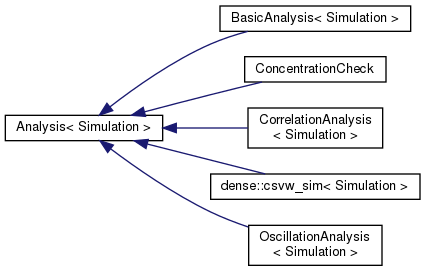 BasicAnalysis< Simulation >
ConcentrationCheck
Analysis< Simulation >
CorrelationAnalysis
< Simulation >
dense::csvw_sim< Simulation >
OscillationAnalysis
< Simulation >